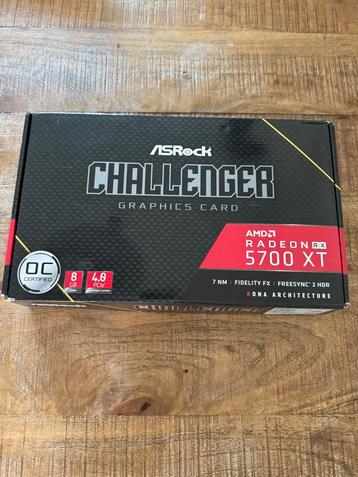 ASRock
CHALLENGER
GRAPHICS CARD
AMD
RADEON RX
5700 XT
OC
CERTIFIED
8
GB
4.0
PCIe
7 NM | FIDELITY FX | FREESYNC 2 HDR
RDNA ARCHITECTURE
CHALLENGER